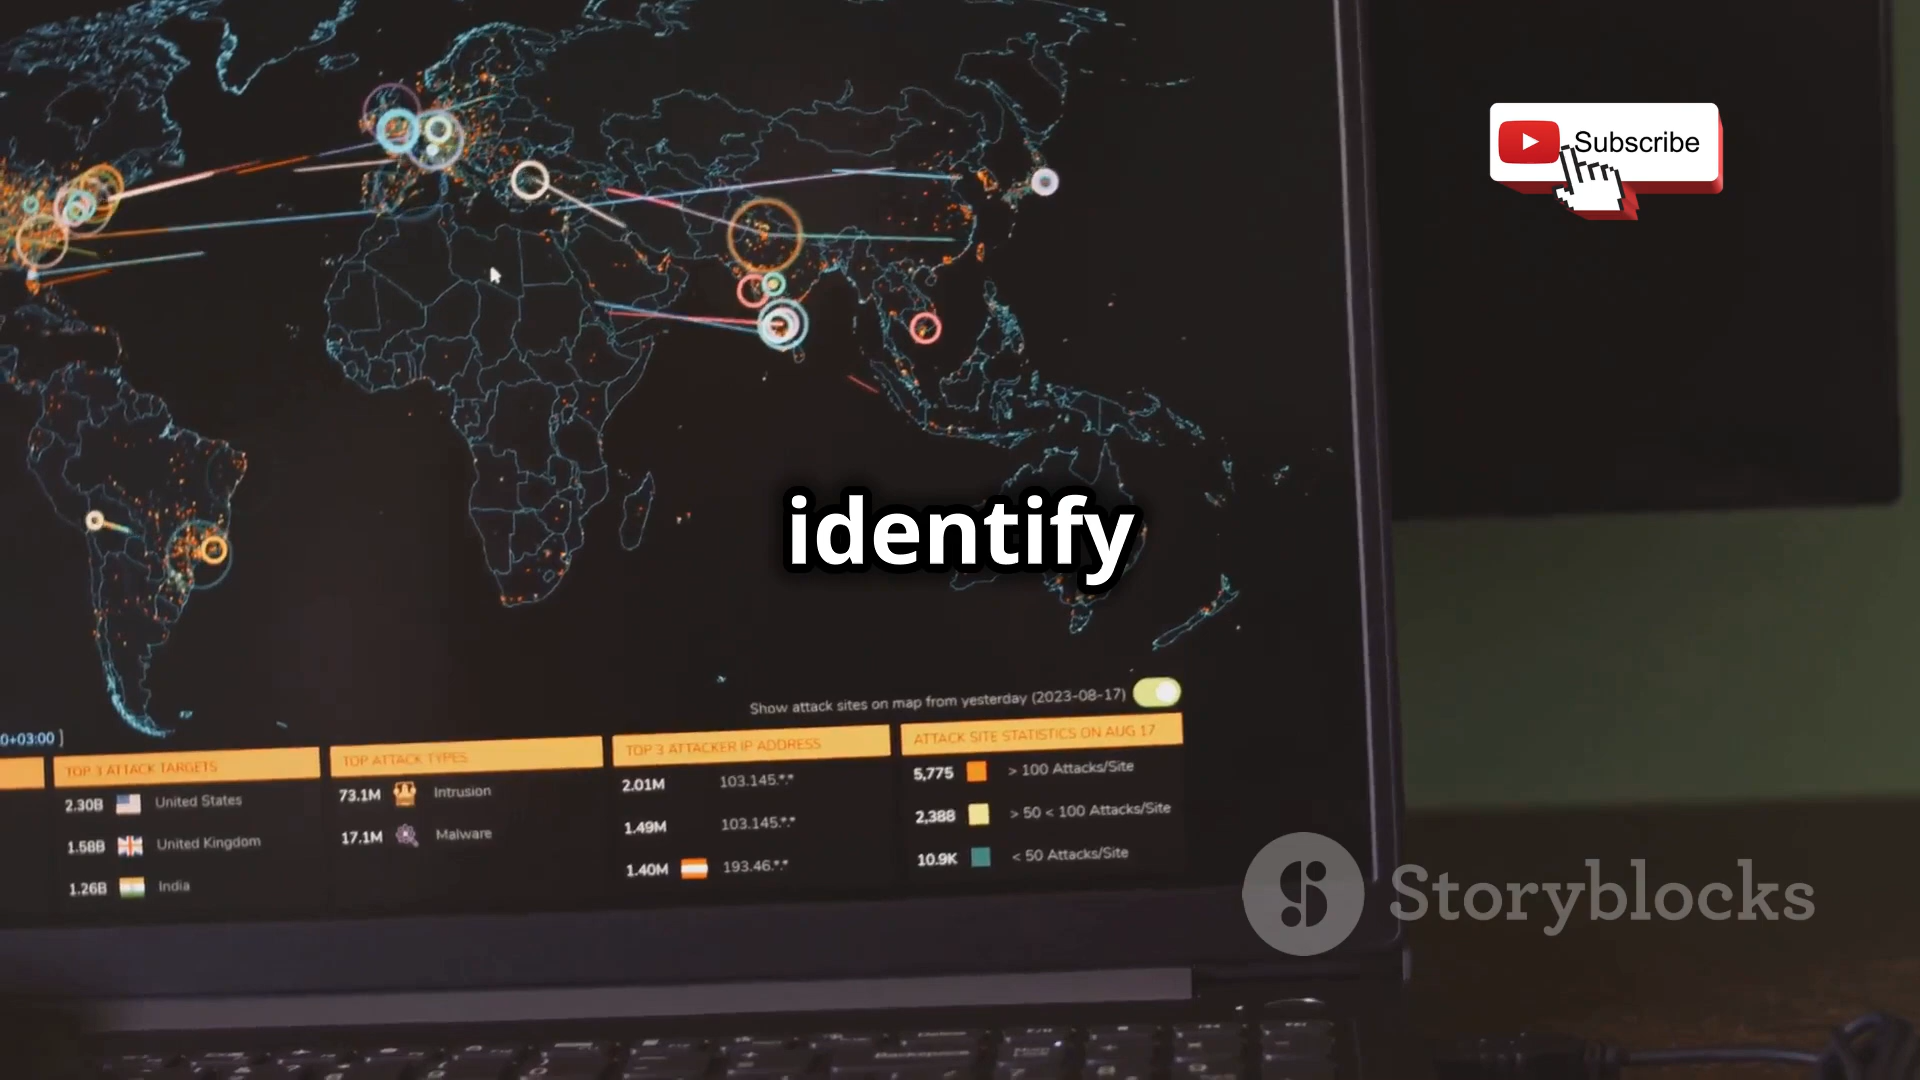 Subscribe
identify
Show attack sites on map from yesterday (2023-08-17)
0+03:00 ]
TOP 3 ATTACK TARGETS
2.30B United States
1.58B United Kingdom
1.26B India
TOP ATTACK TYPES
73.1M Intrusion
17.1M Malware
TOP 3 ATTACKER IP ADDRESS
2.01M 103.145.*.*
1.49M 103.145.*.*
1.40M 193.46.*.*
ATTACK SITE STATISTICS ON AUG 17
5,775 > 100 Attacks/Site
2,388 > 50 < 100 Attacks/Site
10.9K < 50 Attacks/Site
Storyblocks